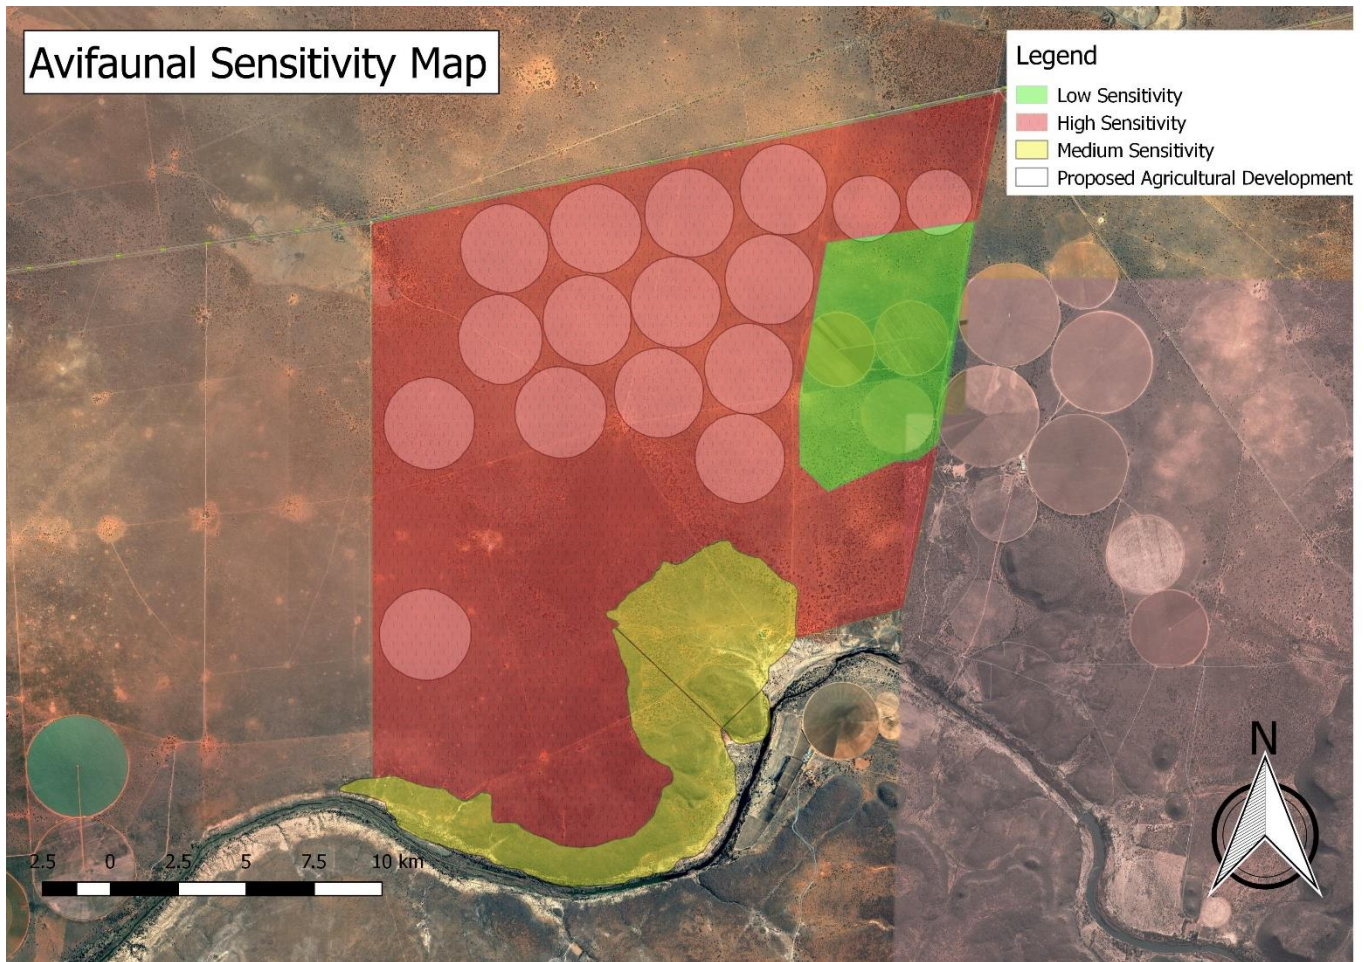 Avifaunal Sensitivity Map
Legend
Low Sensitivity
High Sensitivity
Medium Sensitivity
Proposed Agricultural Development
N
2.5 0 2.5 5 7.5 10 km